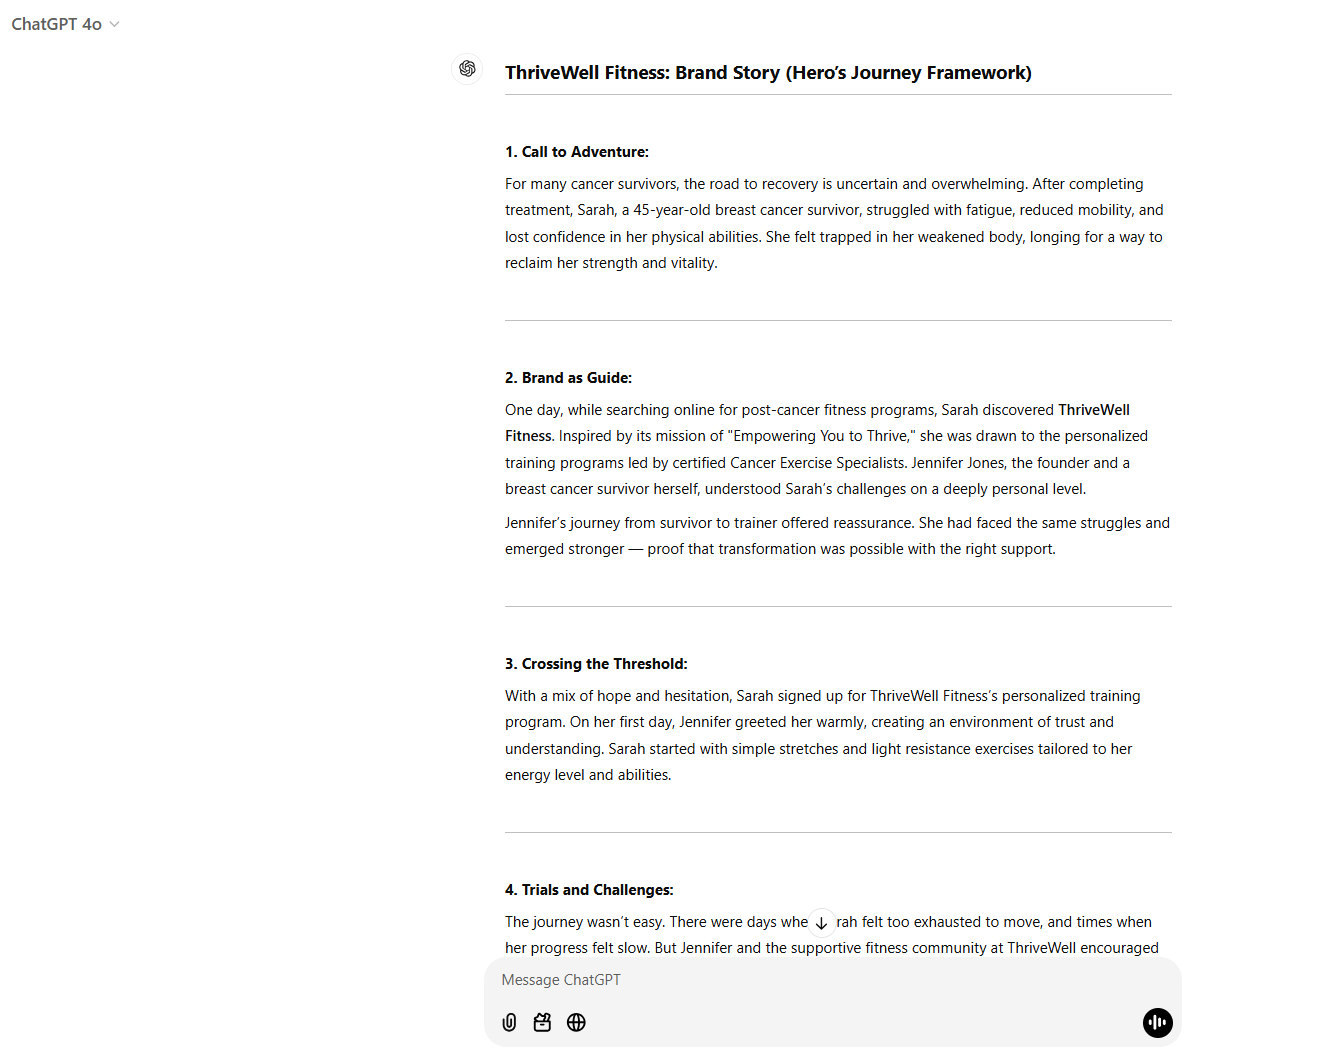 ChatGPT 4o
ThriveWell Fitness: Brand Story (Hero’s Journey Framework)
1. Call to Adventure:
For many cancer survivors, the road to recovery is uncertain and overwhelming. After completing
treatment, Sarah, a 45-year-old breast cancer survivor, struggled with fatigue, reduced mobility, and
lost confidence in her physical abilities. She felt trapped in her weakened body, longing for a way to
reclaim her strength and vitality.
2. Brand as Guide:
One day, while searching online for post-cancer fitness programs, Sarah discovered ThriveWell
Fitness. Inspired by its mission of "Empowering You to Thrive," she was drawn to the personalized
training programs led by certified Cancer Exercise Specialists. Jennifer Jones, the founder and a
breast cancer survivor herself, understood Sarah’s challenges on a deeply personal level.
Jennifer’s journey from survivor to trainer offered reassurance. She had faced the same struggles and
emerged stronger — proof that transformation was possible with the right support.
3. Crossing the Threshold:
With a mix of hope and hesitation, Sarah signed up for ThriveWell Fitness’s personalized training
program. On her first day, Jennifer greeted her warmly, creating an environment of trust and
understanding. Sarah started with simple stretches and light resistance exercises tailored to her
energy level and abilities.
4. Trials and Challenges:
The journey wasn’t easy. There were days whe rah felt too exhausted to move, and times when
her progress felt slow. But Jennifer and the supportive fitness community at ThriveWell encouraged
Message ChatGPT